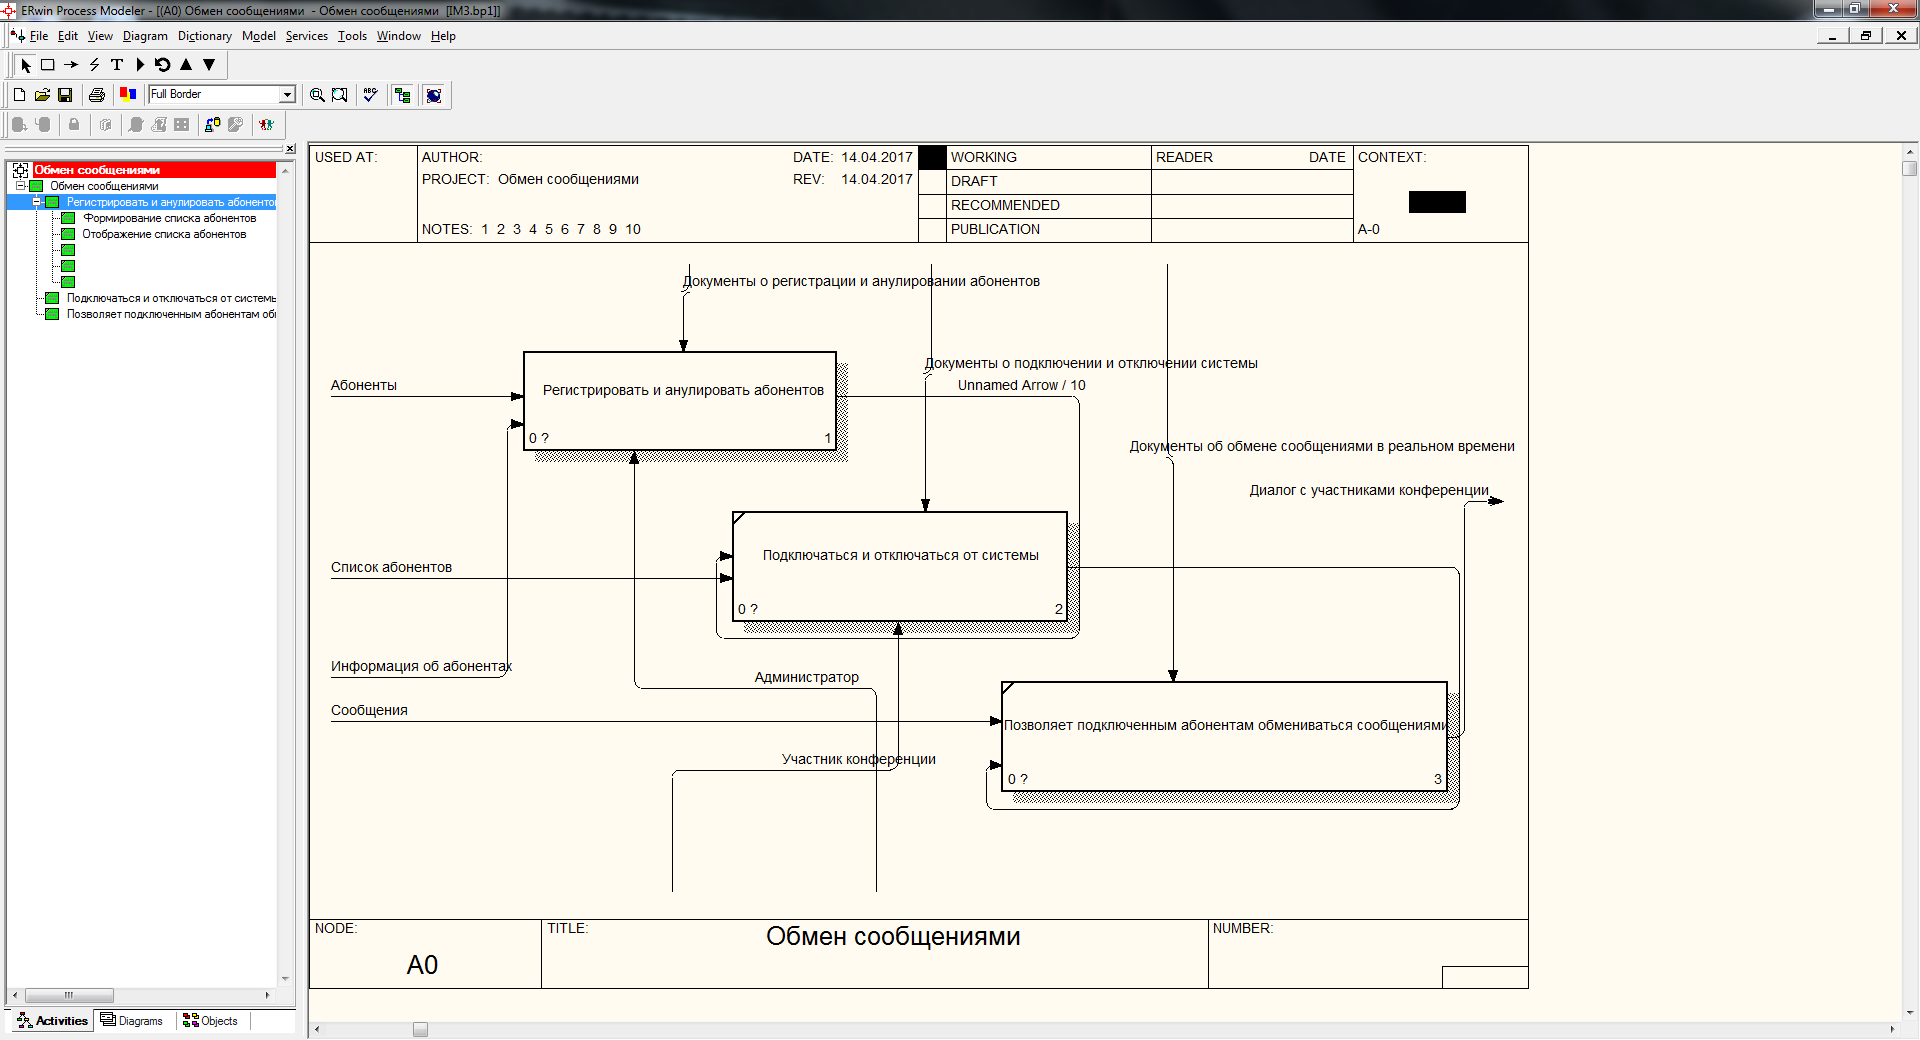 ERwin Process Modeler - [(A0) Обмен сообщениями - Обмен сообщениями [IM3.bp1]]
File Edit View Diagram Dictionary Model Services Tools Window Help
Full Border
ABC
Обмен сообщениями
Обмен сообщениями
Регистрировать и анулировать абоненто
Формирование списка абонентов
Отображение списка абонентов
Подключаться и отключаться от системы
Позволяет подключенным абонентам об
Activities Diagrams Objects
USED AT:
AUTHOR:
DATE: 14.04.2017
PROJECT: Обмен сообщениями
REV: 14.04.2017
NOTES: 1 2 3 4 5 6 7 8 9 10
WORKING
DRAFT
RECOMMENDED
PUBLICATION
READER DATE
CONTEXT:
A-0
Документы о регистрации и анулировании абонентов
Документы о подключении и отключении системы
Абоненты
Unnamed Arrow / 10
Регистрировать и анулировать абонентов
0 ? 1
Документы об обмене сообщениями в реальном времени
Диалог с участниками конференции
Подключаться и отключаться от системы
Список абонентов
0 ? 2
Информация об абонентах
Администратор
Сообщения
Позволяет подключенным абонентам обмениваться сообщениями
Участник конференции
0 ? 3
NODE:
A0
TITLE:
Обмен сообщениями
NUMBER: